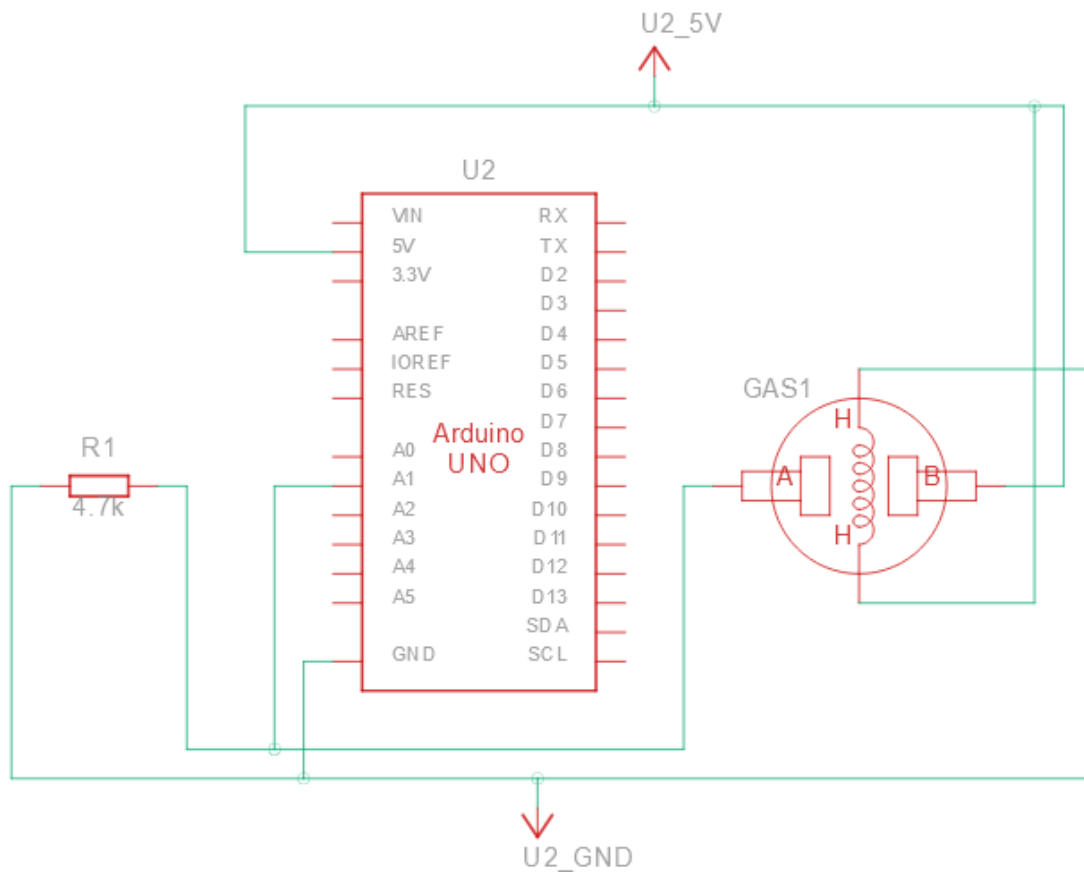 U2_5V
U2
VIN RX
5V TX
3.3V D2
D3
AREF D4
IOREF D5
RES D6
D7
A0 D8
A1 D9
A2 D10
A3 D11
A4 D12
A5 D13
SDA
GND SCL
Arduino
UNO
R1
4.7k
GAS1
H
A B
H
U2_GND